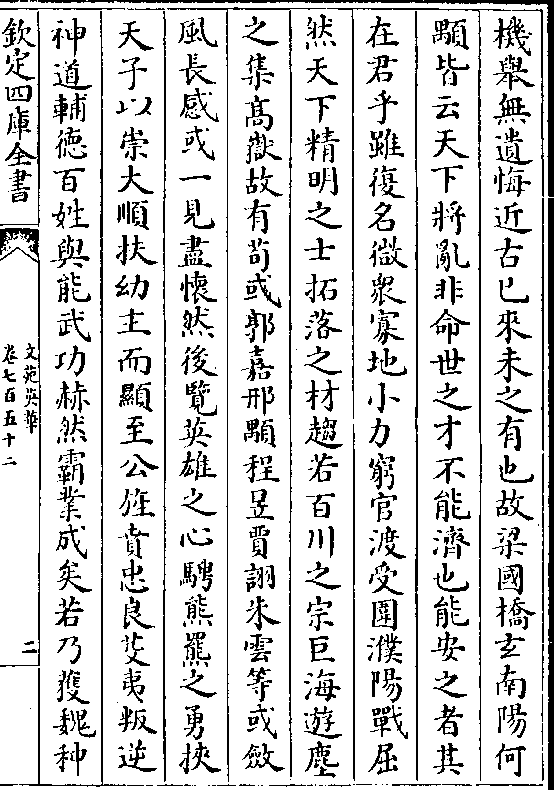 機舉無遺悔近古已來未之有也故梁國橋玄南陽何
顒皆云天下將亂非命世之才不能濟也能安之者其
在君乎雖復名微衆寡地小力窮官渡受圍濮陽戰屈
然天下精明之士拓落之材趨若百川之宗巨海遊塵
之集髙嶽故有荀彧郭嘉邢顒程昱賈詡朱雲等或斂
風長感或一見盡懷然後覽英雄之心騁熊羆之勇挾
天子以崇大順扶幼主而顯至公旌賁忠良芟夷叛逆
神道輔徳百姓與能武功赫然霸業成矣若乃獲魏种
欽定四庫全書
文苑英華
卷七百五十二
二